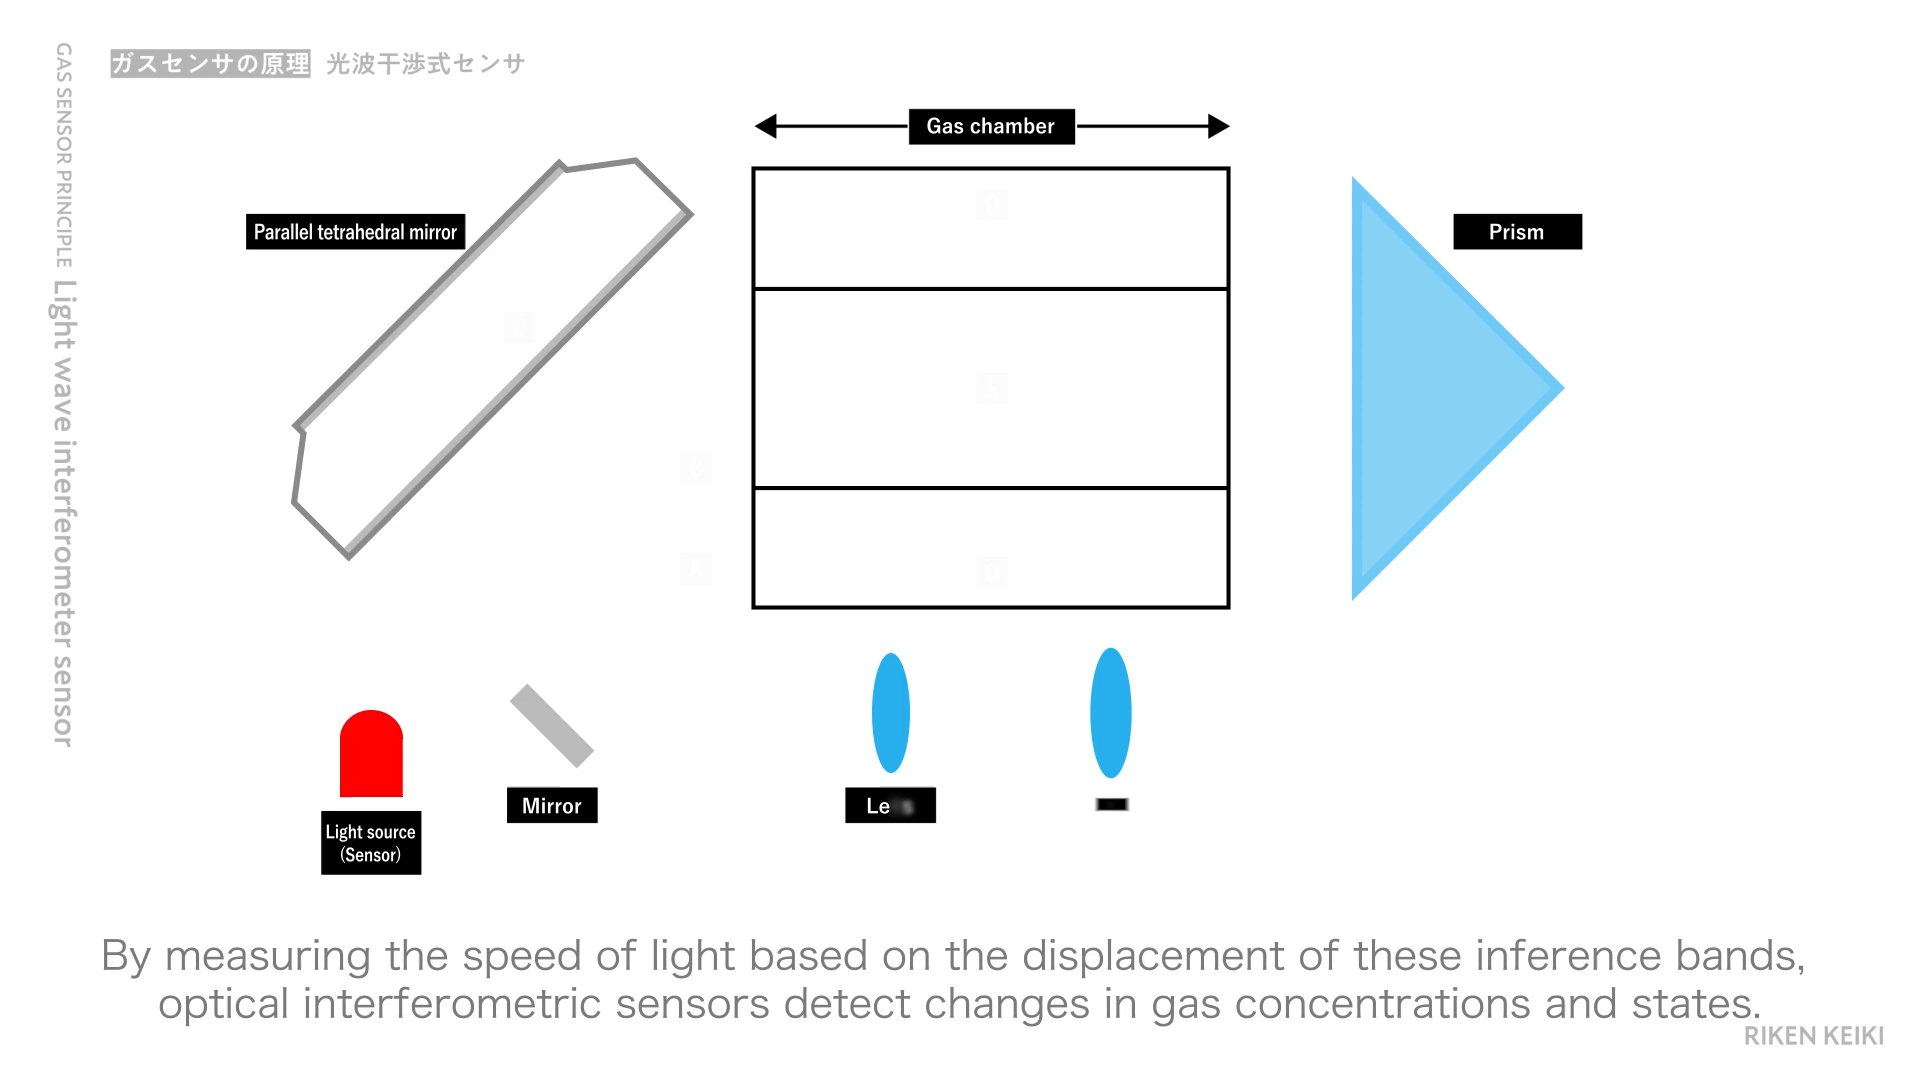 ガスセンサの原理 光波干渉式センサ
GAS SENSOR PRINCIPLE Light wave interferometer sensor
Gas chamber
Parallel tetrahedral mirror
Prism
D
C
E
B
A
D
Mirror
Light source
(Sensor)
By measuring the speed of light based on the displacement of these inference bands,
optical interferometric sensors detect changes in gas concentrations and states.
RIKEN KEIKI